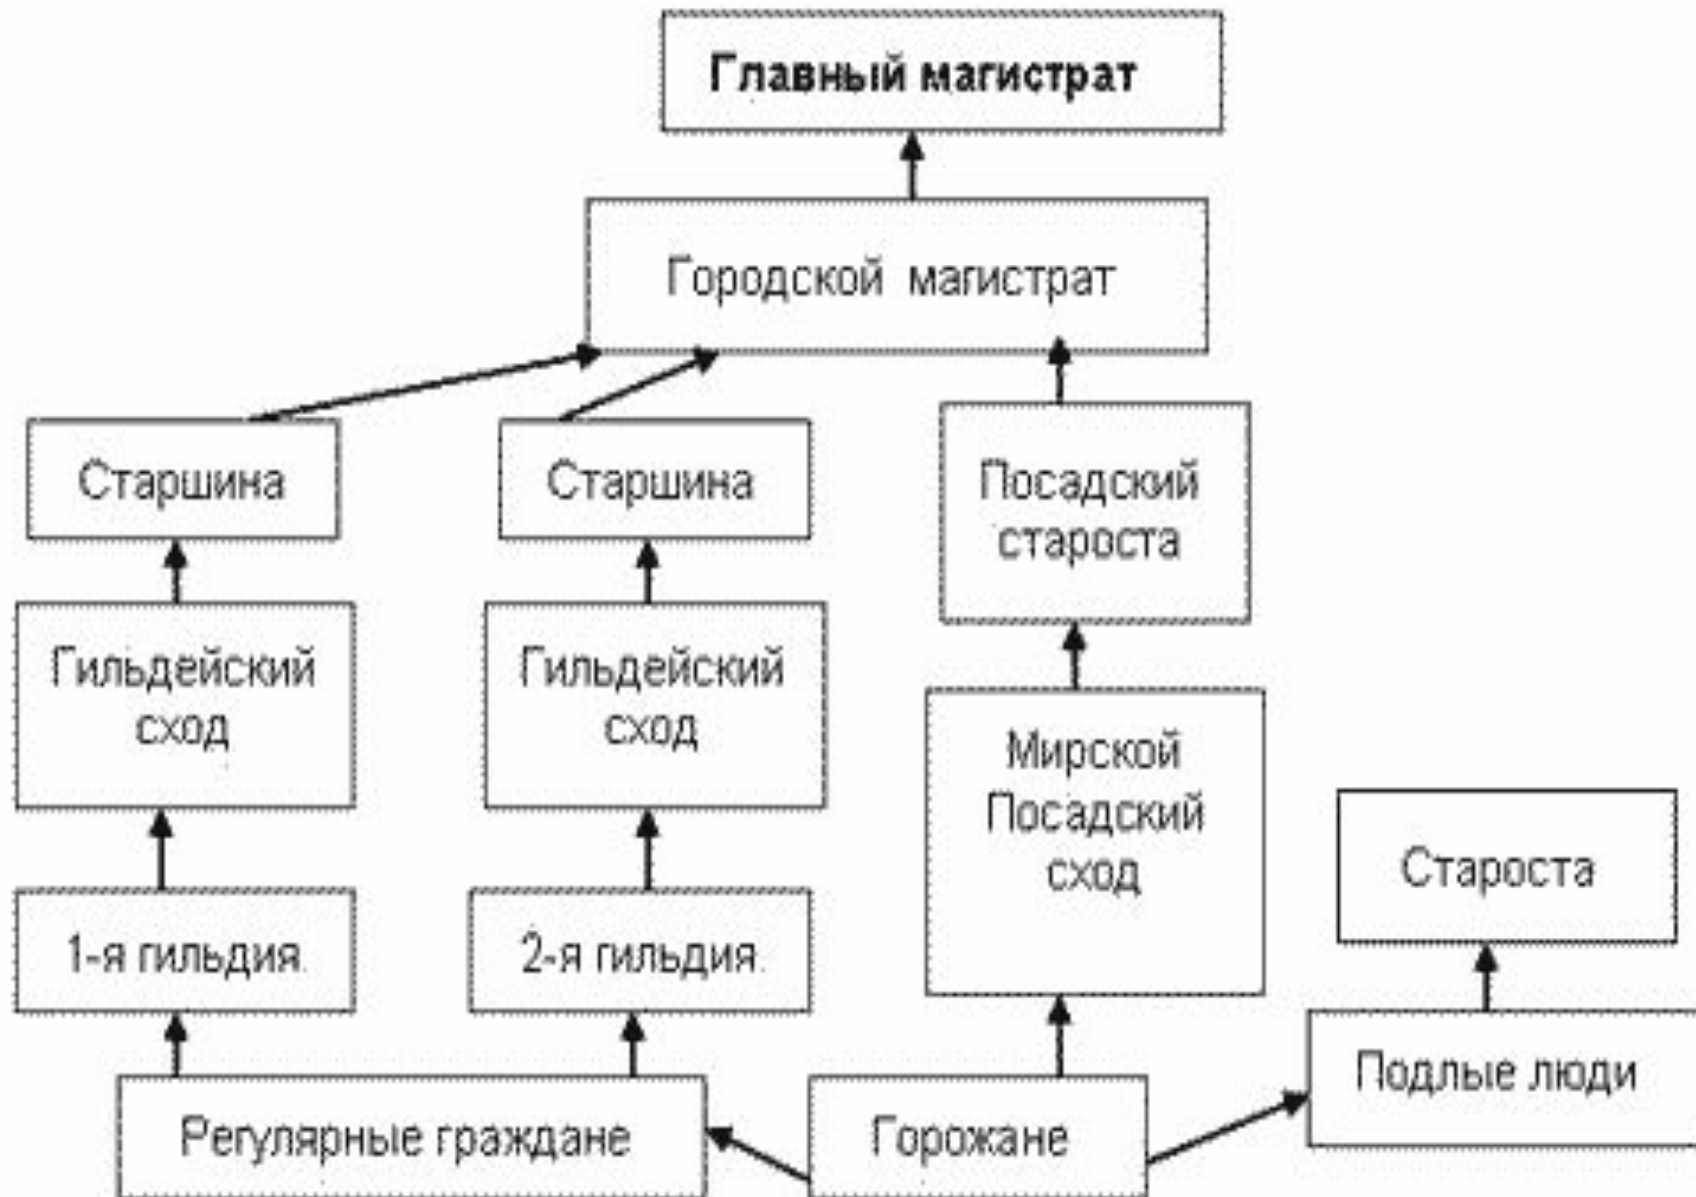 Главный магистрат
Городской магистрат
Старшина
Старшина
Посадский
староста
Гильдейский
сход
Гильдейский
сход
Мирской
Посадский
сход
Староста
1-я гильдия
2-я гильдия
Подлые люди
Регулярные граждане
Горожане